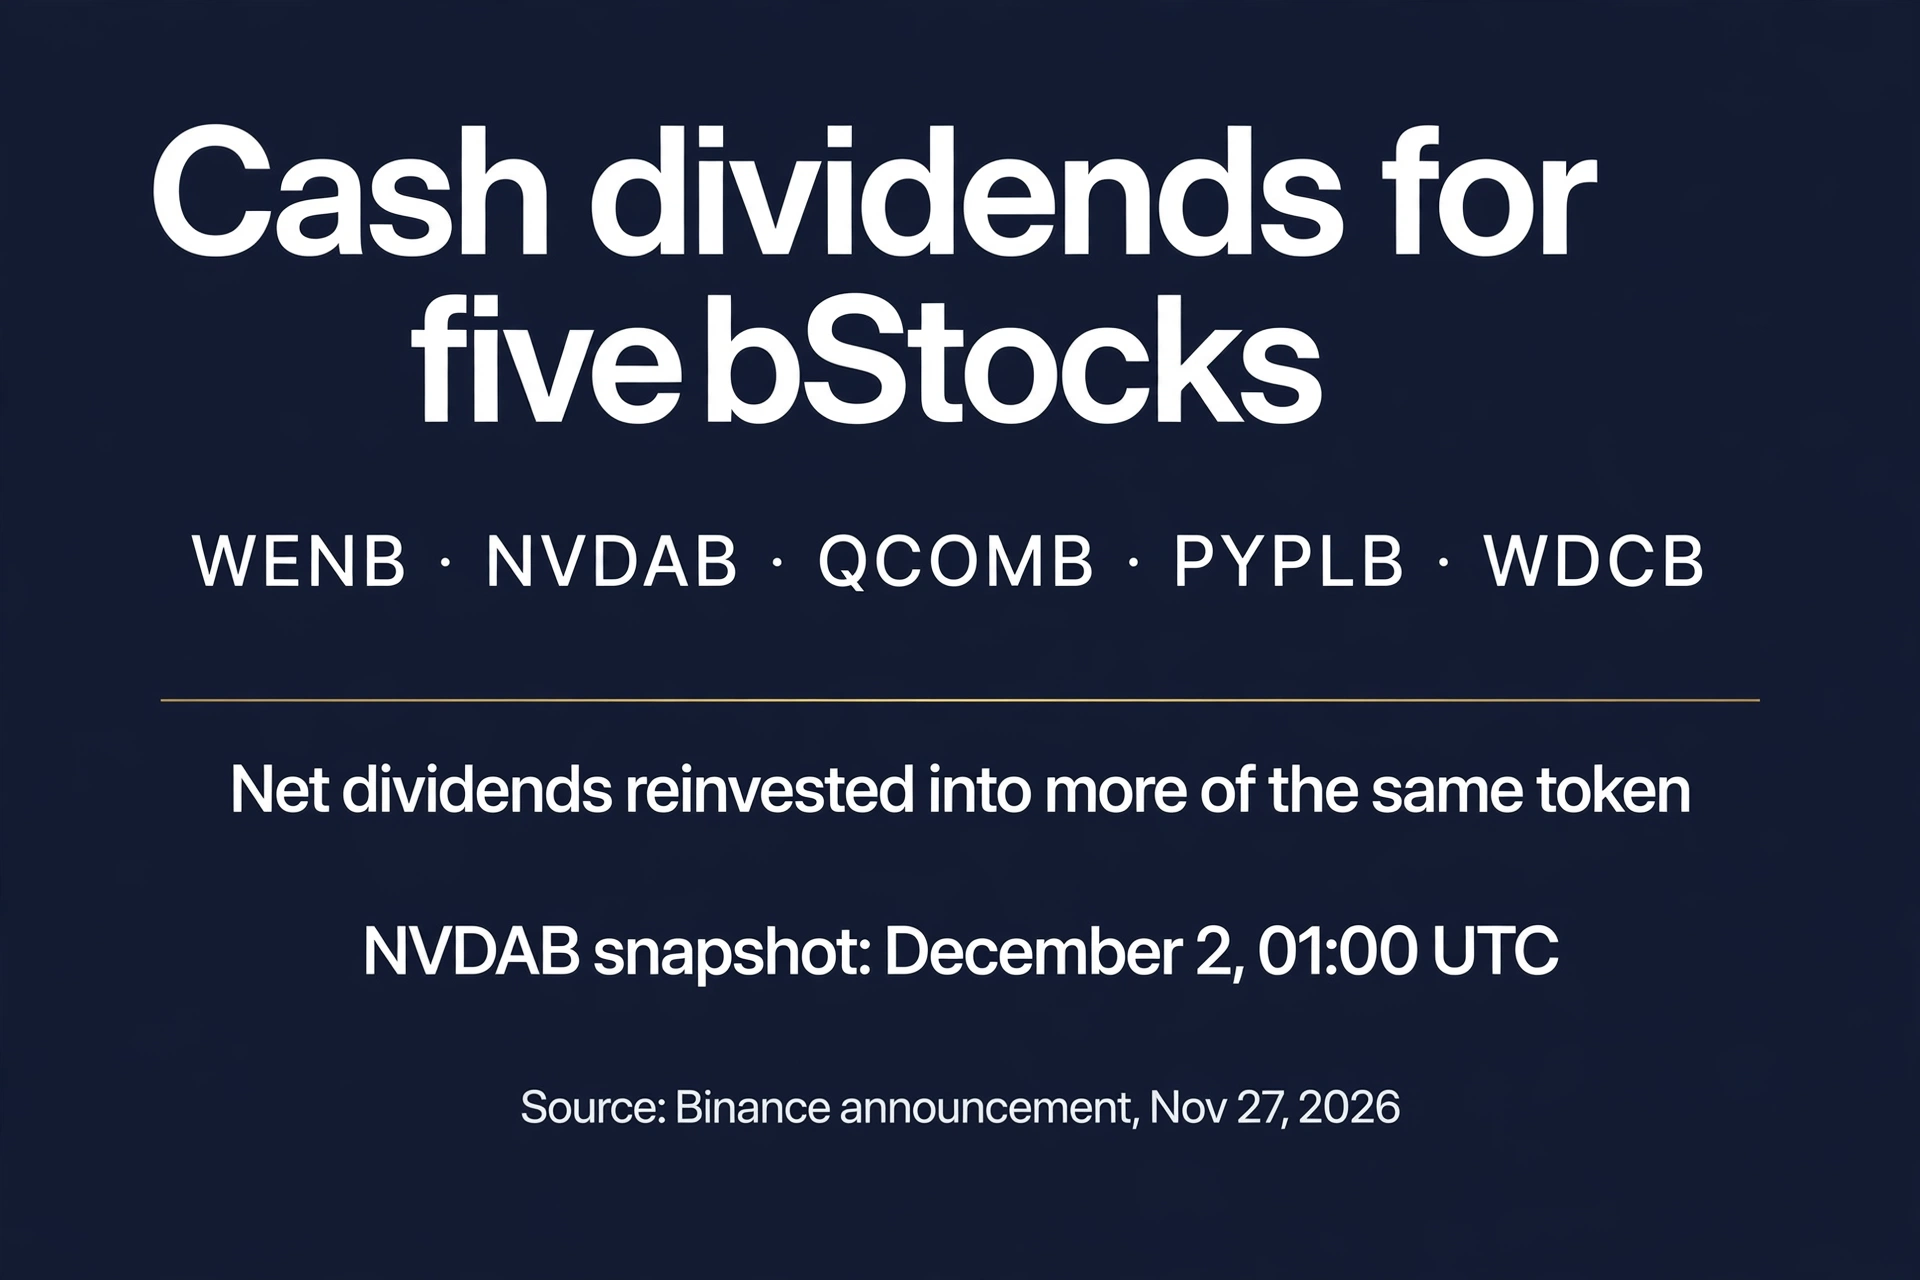 Cash dividends for
five bStocks
WENB · NVDAB · QCOMB · PYPLB · WDCB
Net dividends reinvested into more of the same token
NVDAB snapshot: December 2, 01:00 UTC
Source: Binance announcement, Nov 27, 2026